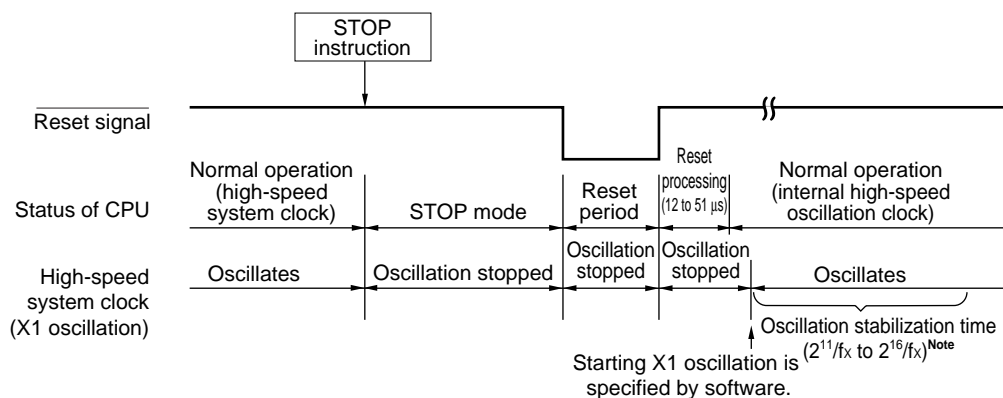 STOP
instruction
Reset signal
Normal operation
(high-speed
system clock)
Status of CPU
STOP mode
Reset
period
Reset
processing
(12 to 51 µs)
Normal operation
(internal high-speed
oscillation clock)
High-speed
system clock
(X1 oscillation)
Oscillates
Oscillation stopped
Oscillation
stopped
Oscillation
stopped
Oscillates
Oscillation stabilization time
(2¹¹/fX to 2¹⁶/fX)Note
Starting X1 oscillation is
specified by software.